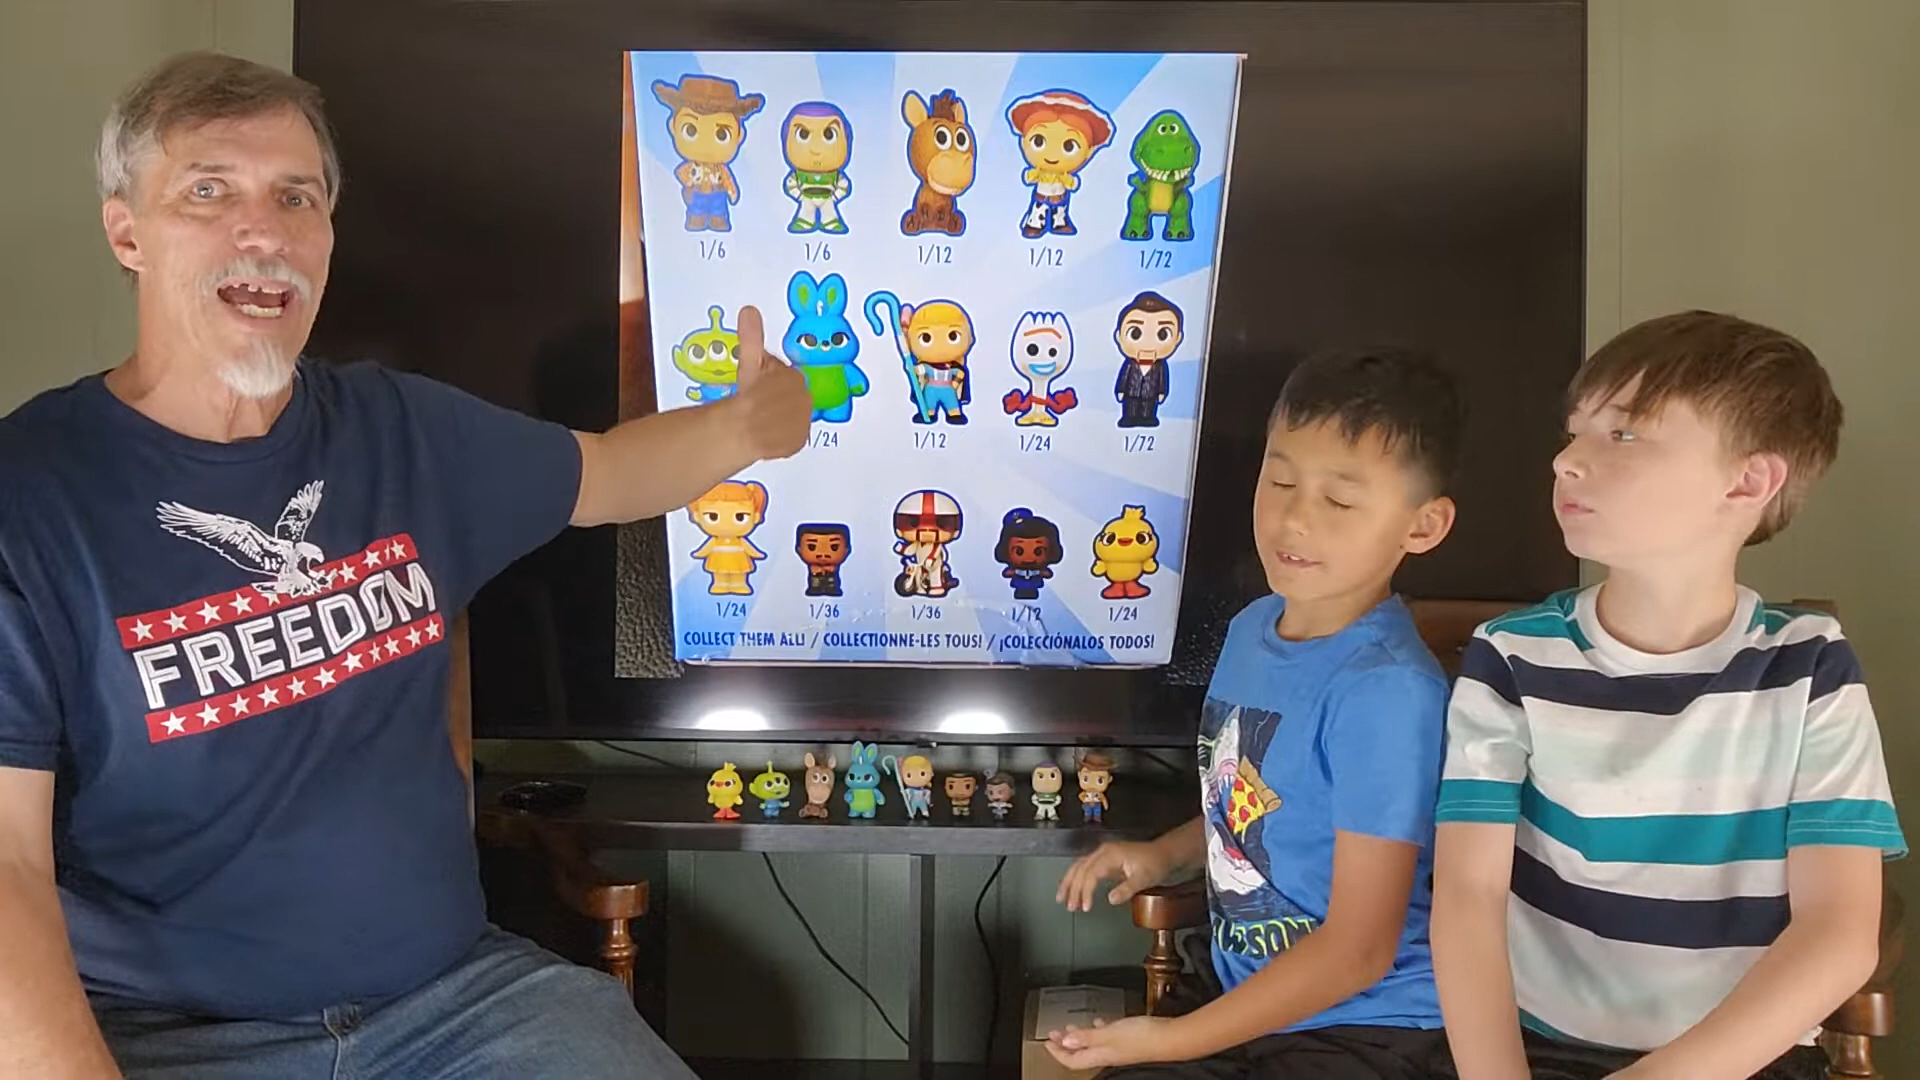 1/6 1/6 1/12 1/12 1/72
/24 1/12 1/24 1/72
1/24 1/36 1/36 1/12 1/24
COLLECT THEM ALL! / COLLECTIONNE-LES TOUS! / ¡COLECCIÓNALOS TODOS!
FREEDOM